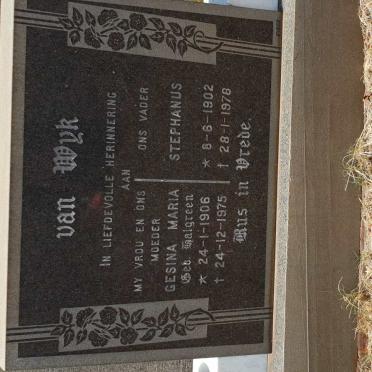 van Wyk
IN LIEFDEVOLLE HERINNERING
AAN
MY VROU EN ONS MOEDER
GESINA MARIA
Geb. Halgreen
★ 24-1-1906
† 24-12-1975
ONS VADER
STEPHANUS
★ 8-6-1902
† 28-1-1978
Rus in Vrede.